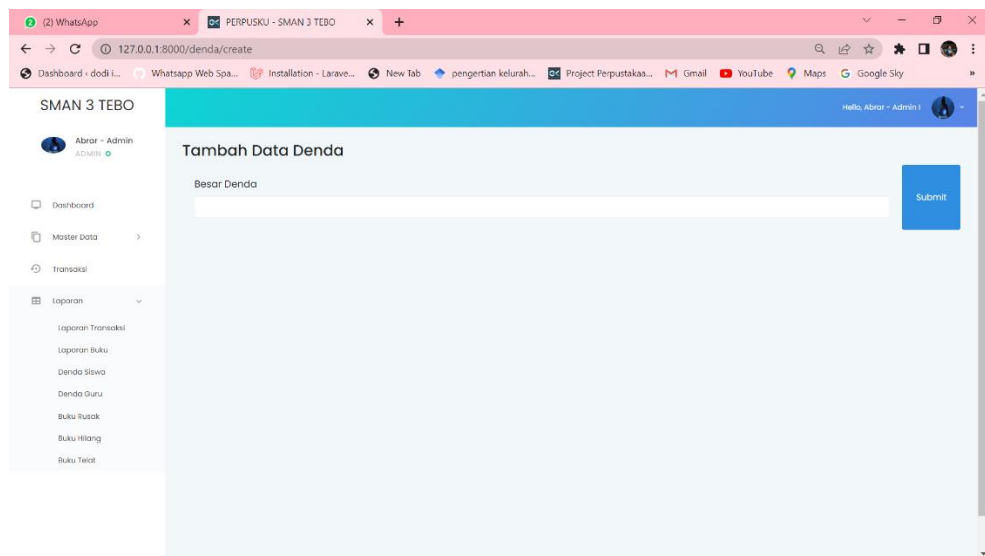 (2) WhatsApp
PERPUSKU - SMAN 3 TEBO
127.0.0.1:8000/denda/create
Dashboard ‹ dodi i... Whatsapp Web Spa... Installation - Larave... New Tab pengertian kelurah... Project Perpustakaa... Gmail YouTube Maps Google Sky »
SMAN 3 TEBO
Hello, Abrar - Admin !
Abrar - Admin
ADMIN
Tambah Data Denda
Besar Denda
Submit
Dashboard
Master Data
Transaksi
Laporan
Laporan Transaksi
Laporan Buku
Denda Siswa
Denda Guru
Buku Rusak
Buku Hilang
Buku Telat